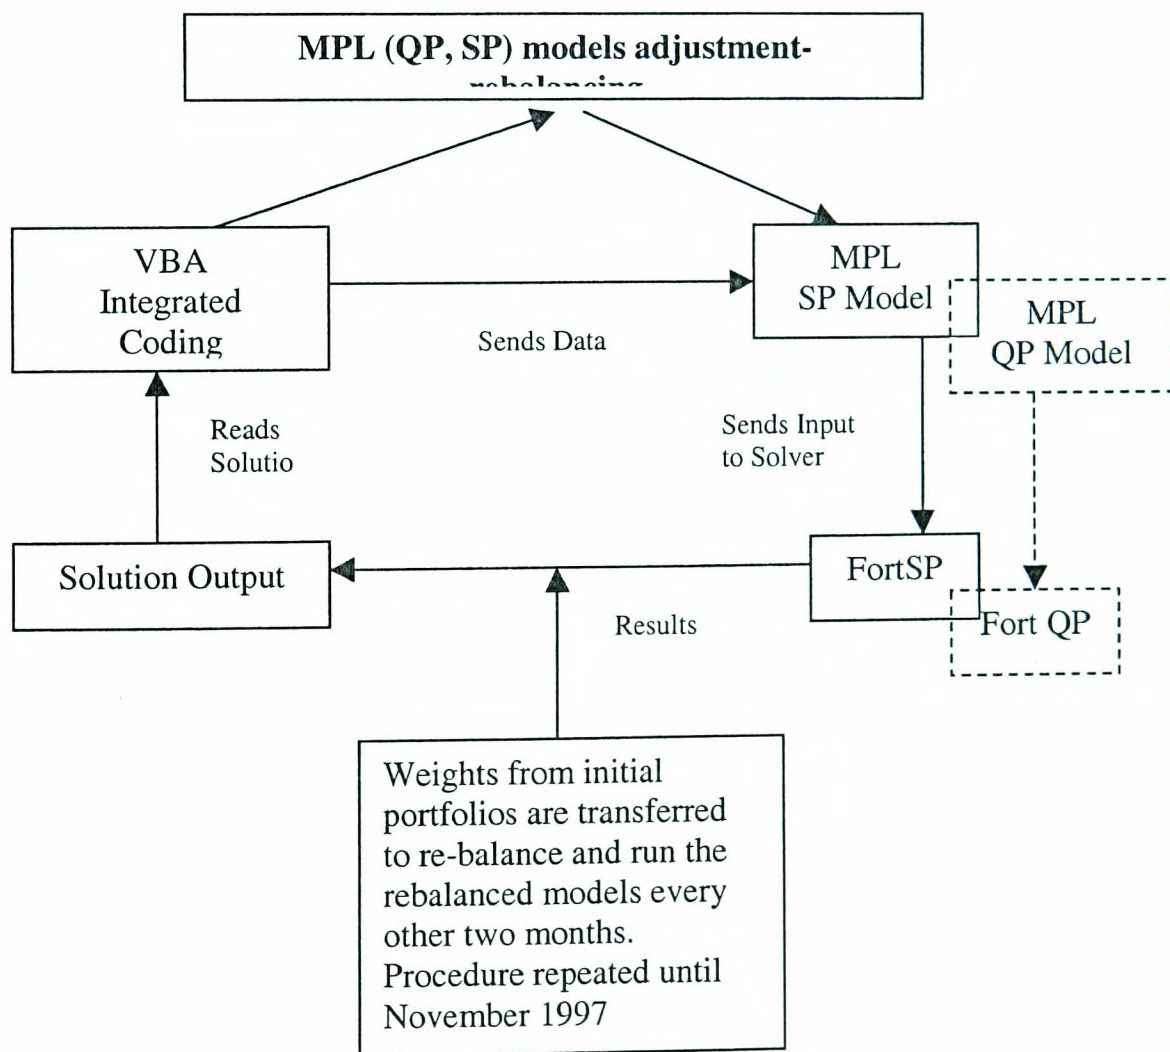 MPL (QP, SP) models adjustment-
rebalancing
VBA
Integrated
Coding
MPL
SP Model
MPL
QP Model
Sends Data
Reads
Solutio
Sends Input
to Solver
Solution Output
FortSP
Fort QP
Results
Weights from initial
portfolios are transferred
to re-balance and run the
rebalanced models every
other two months.
Procedure repeated until
November 1997